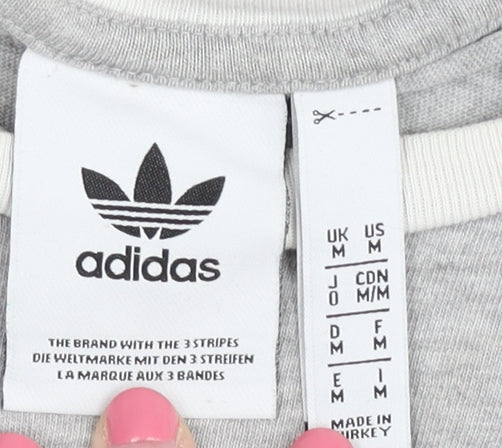 adidas
THE BRAND WITH THE 3 STRIPES
DIE WELTMARKE MIT DEN 3 STREIFEN
LA MARQUE AUX 3 BANDES
UK US
M M
J CDN
O M/M
D F
M M
E I
M M
MADE IN
TURKEY